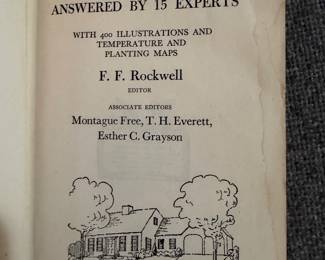 ANSWERED BY 15 EXPERTS
WITH 400 ILLUSTRATIONS AND
TEMPERATURE AND
PLANTING MAPS
F. F. Rockwell
EDITOR
ASSOCIATE EDITORS
Montague Free, T. H. Everett,
Esther C. Grayson